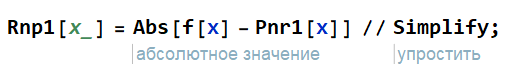 Rnp1[x_] = Abs[f[x] - Pnr1[x]] // Simplify;
абсолютное значение упростить